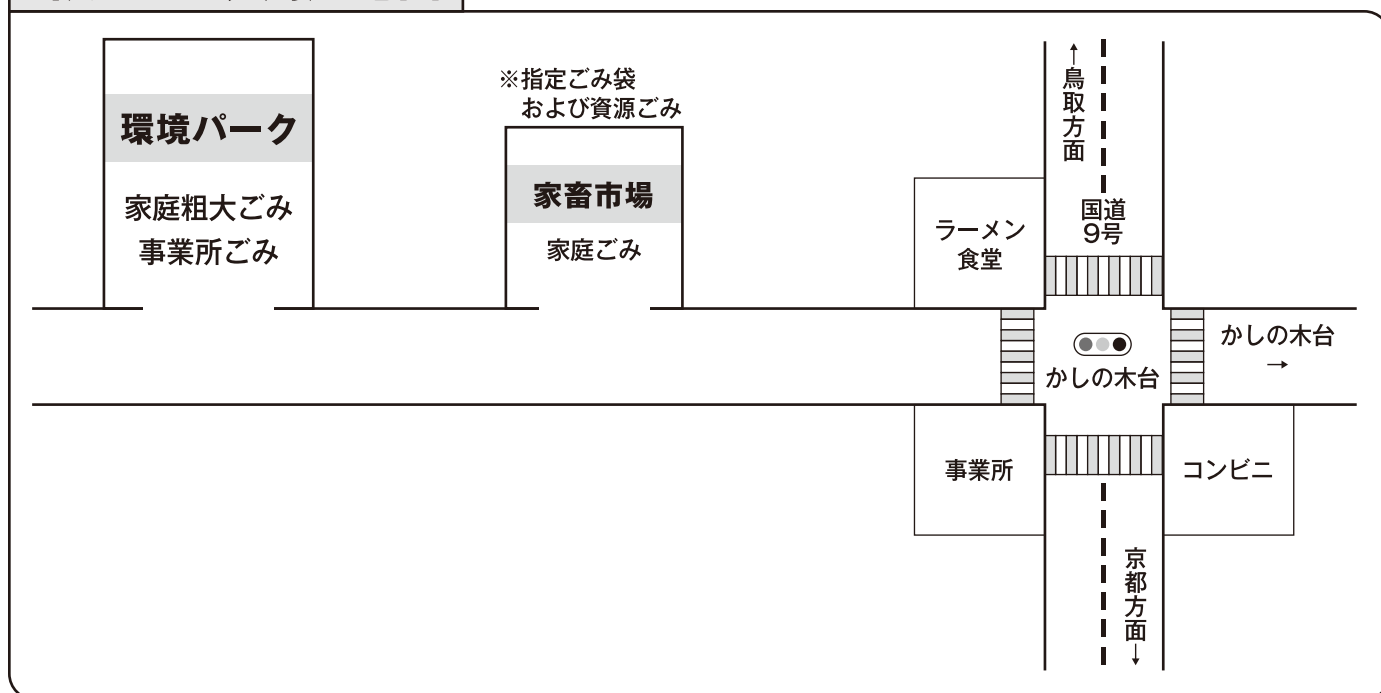 環境パーク
家庭粗大ごみ
事業所ごみ
※指定ごみ袋
および資源ごみ
家畜市場
家庭ごみ
ラーメン
食堂
↑鳥取方面
国道
9号
かしの木台
かしの木台
→
事業所
コンビニ
京都方面↓